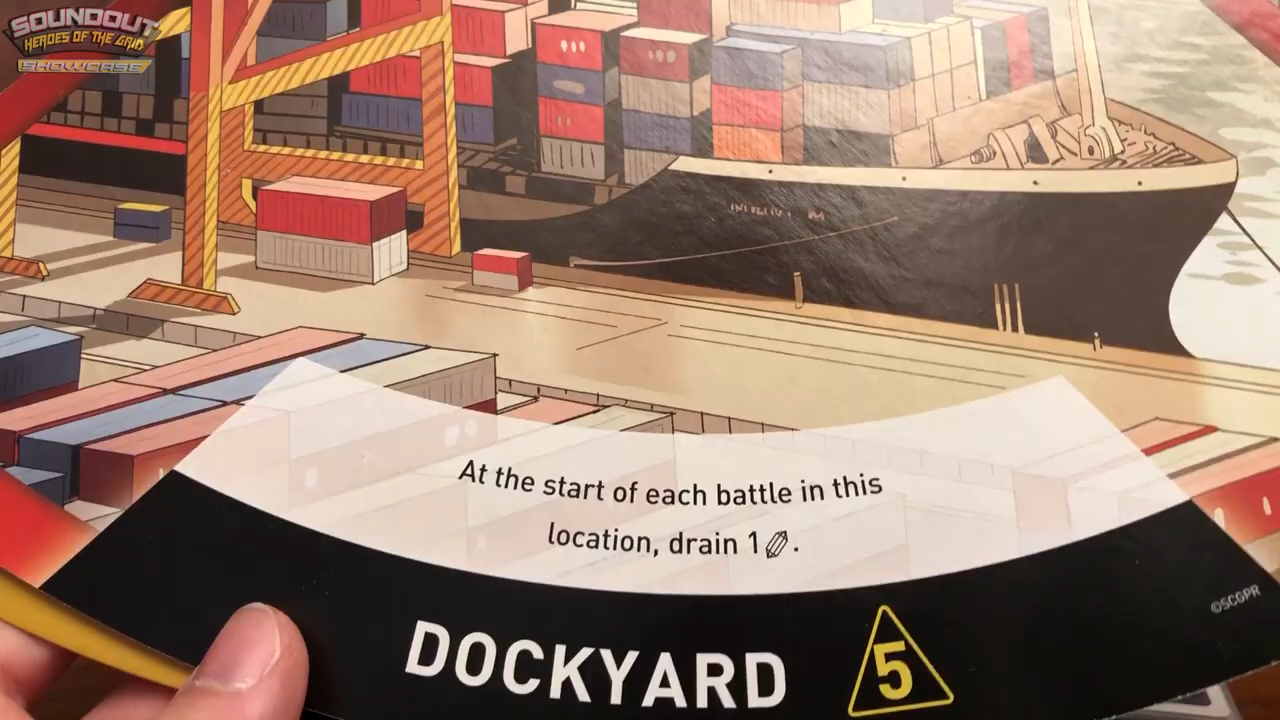 SOUNDOUT
HEROES OF THE GRID
SHOWCASE
At the start of each battle in this
location, drain 1 .
DOCKYARD 5
©SCGPR